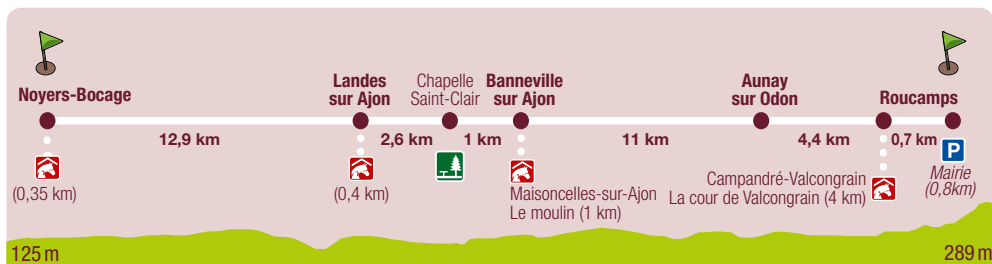 Noyers-Bocage
Landes
sur Ajon
Chapelle
Saint-Clair
Banneville
sur Ajon
Aunay
sur Odon
Roucamps
12,9 km
2,6 km
1 km
11 km
4,4 km
0,7 km
P
(0,35 km)
(0,4 km)
Maisoncelles-sur-Ajon
Le moulin (1 km)
Campandré-Valcongrain
La cour de Valcongrain (4 km)
Mairie
(0,8km)
125 m
289 m